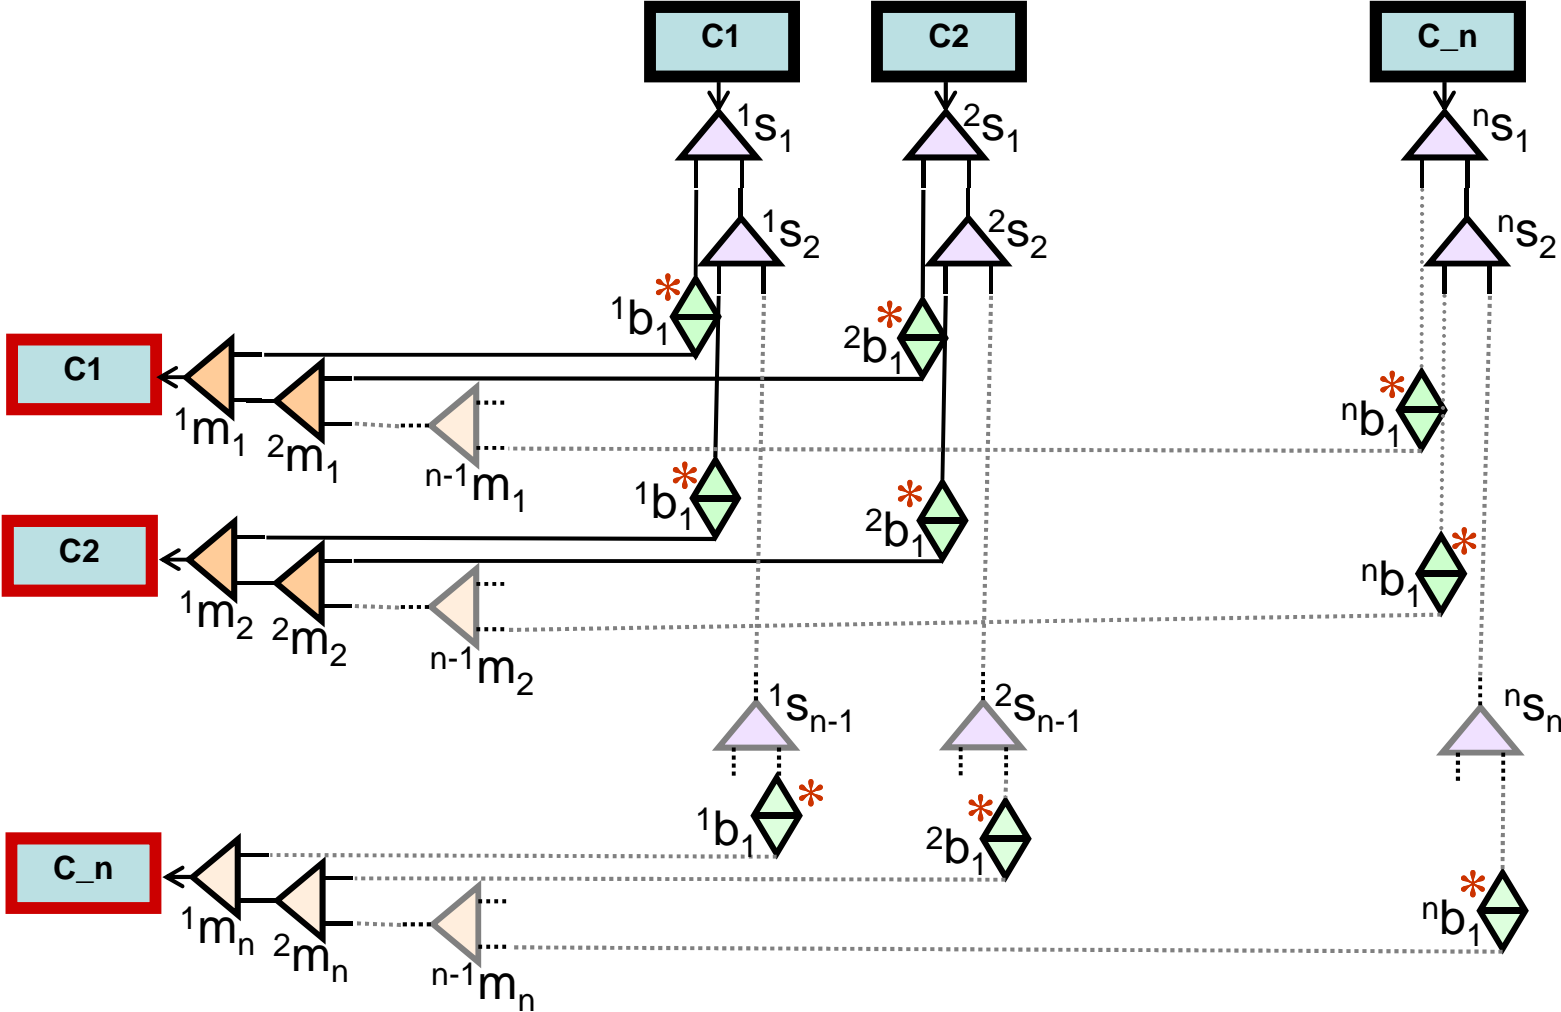 C1 C2 C_n
¹s₁ ²s₁ ⁿs₁
¹s₂ ²s₂ ⁿs₂
* ¹b₁ * ²b₁
C1
¹m₁ ²m₁ ⁿ⁻¹m₁
* ⁿb₁
* ¹b₁ * ²b₁
C2
¹m₂ ²m₂ ⁿ⁻¹m₂
ⁿb₁ *
¹sₙ₋₁ ²sₙ₋₁ ⁿsₙ
¹b₁ * ²b₁ *
C_n
¹mₙ ²mₙ ⁿ⁻¹mₙ
* ⁿb₁